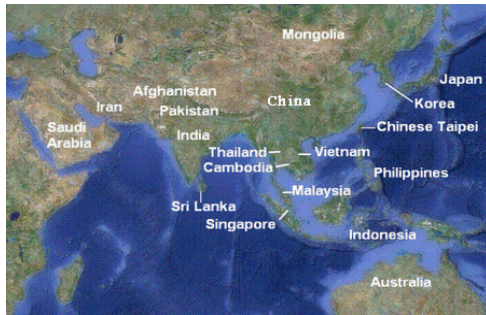 Mongolia
Japan
Afghanistan
China
Korea
Iran
Pakistan
Chinese Taipei
Saudi
Arabia
India
Thailand
Vietnam
Cambodia
Philippines
Malaysia
Sri Lanka
Singapore
Indonesia
Australia